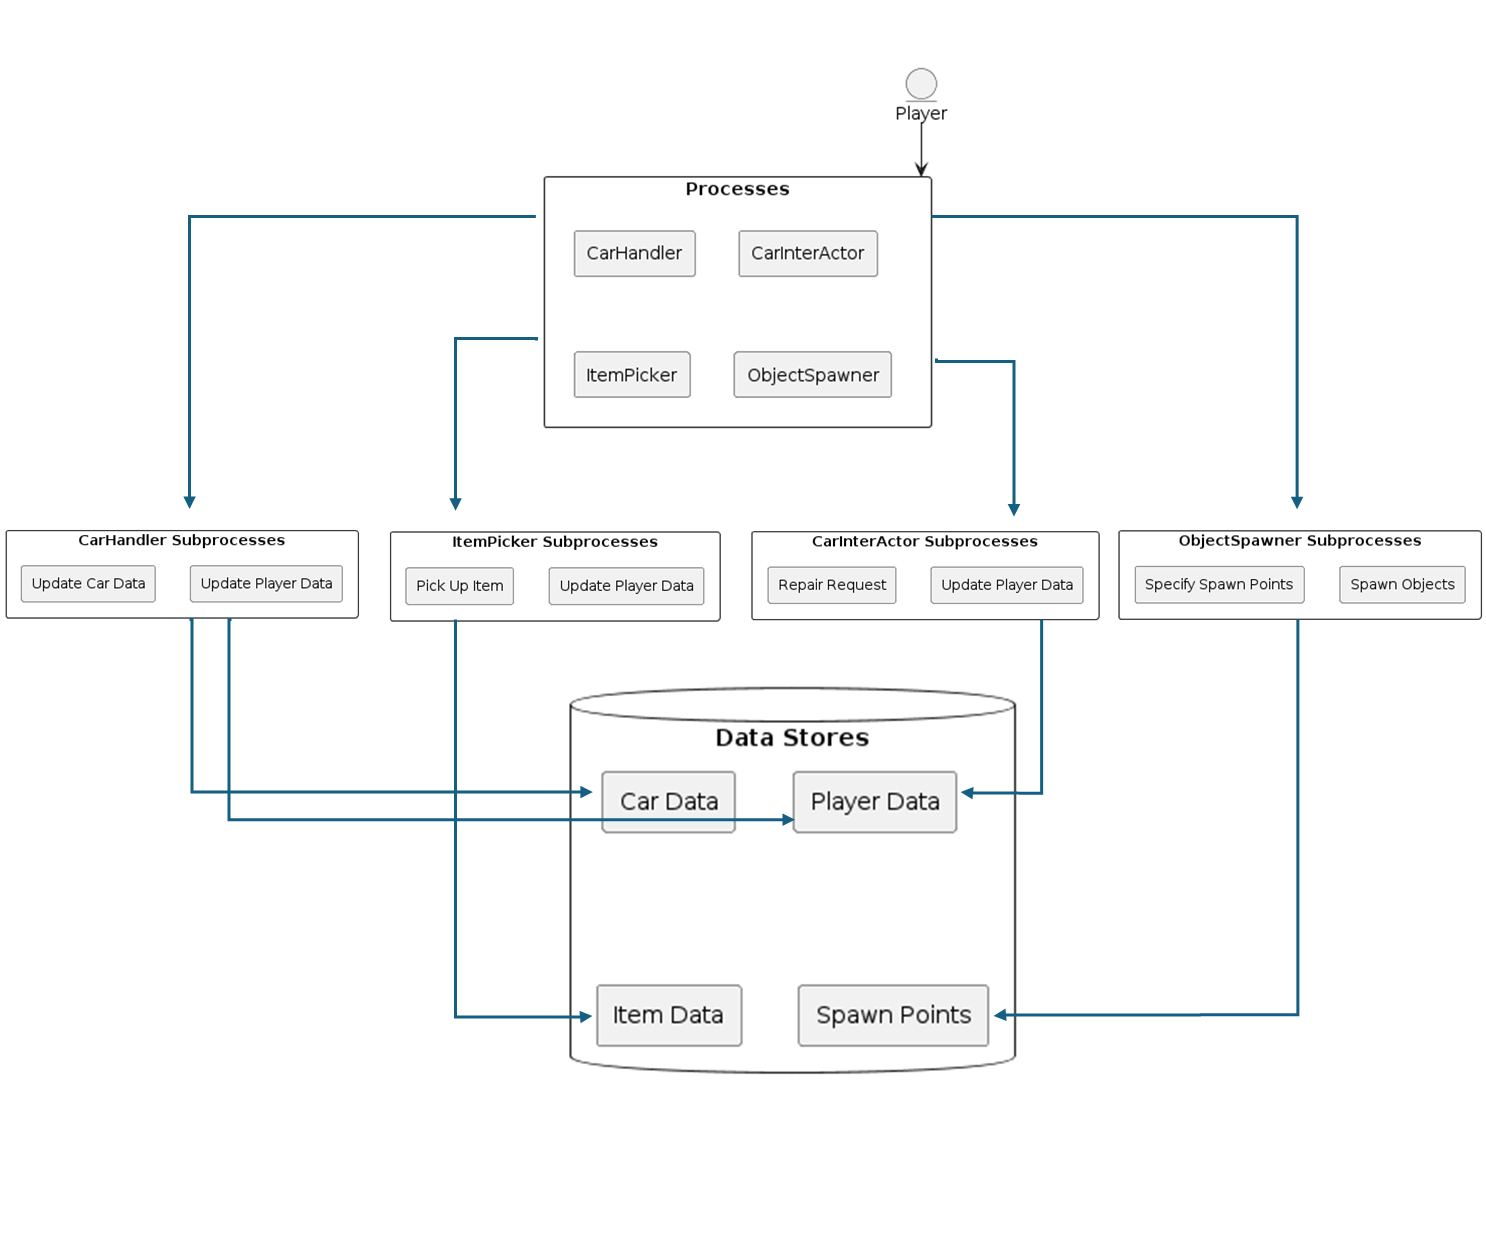 Player
Processes
CarHandler
CarInterActor
ItemPicker
ObjectSpawner
CarHandler Subprocesses
Update Car Data
Update Player Data
ItemPicker Subprocesses
Pick Up Item
Update Player Data
CarInterActor Subprocesses
Repair Request
Update Player Data
ObjectSpawner Subprocesses
Specify Spawn Points
Spawn Objects
Data Stores
Car Data
Player Data
Item Data
Spawn Points